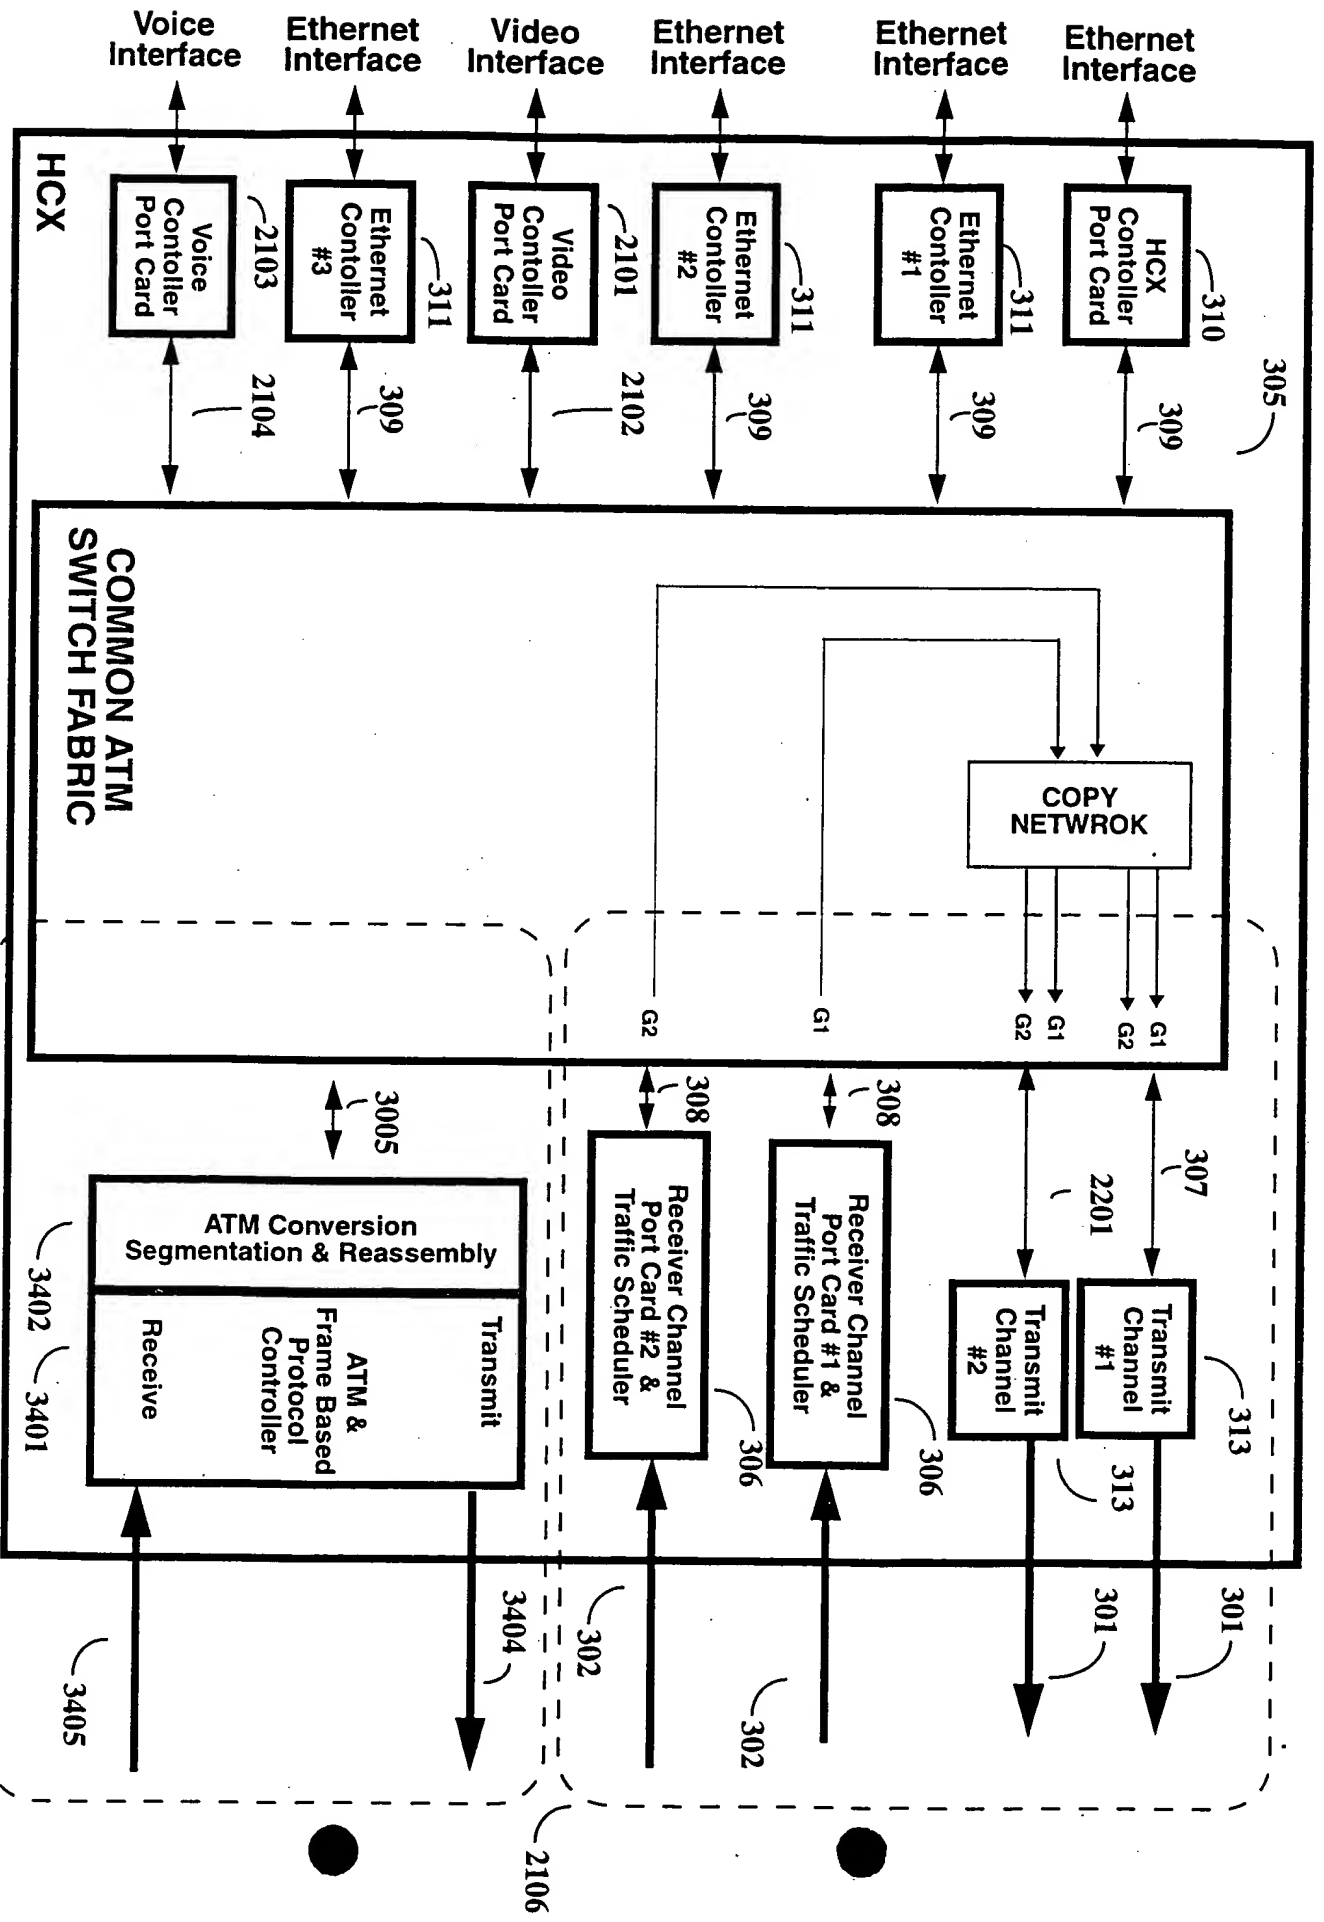 Voice
Interface
Ethernet
Interface
Video
Interface
Ethernet
Interface
Ethernet
Interface
Ethernet
Interface
HCX
Voice
Contoller
Port Card
2103
Ethernet
Contoller
#3
311
Video
Contoller
Port Card
2101
Ethernet
Contoller
#2
311
Ethernet
Contoller
#1
311
HCX
Contoller
Port Card
310
305
2104
309
2102
309
309
309
COMMON ATM
SWITCH FABRIC
COPY
NETWROK
G2
G1
G2
G1
G2
G1
3005
308
308
2201
307
ATM Conversion
Segmentation & Reassembly
3402
Receive
ATM &
Frame Based
Protocol
Controller
Transmit
3401
Receiver Channel
Port Card #2 &
Traffic Scheduler
306
Receiver Channel
Port Card #1 &
Traffic Scheduler
306
Transmit
Channel
#2
313
Transmit
Channel
#1
313
3405
3404
302
302
301
301
2106